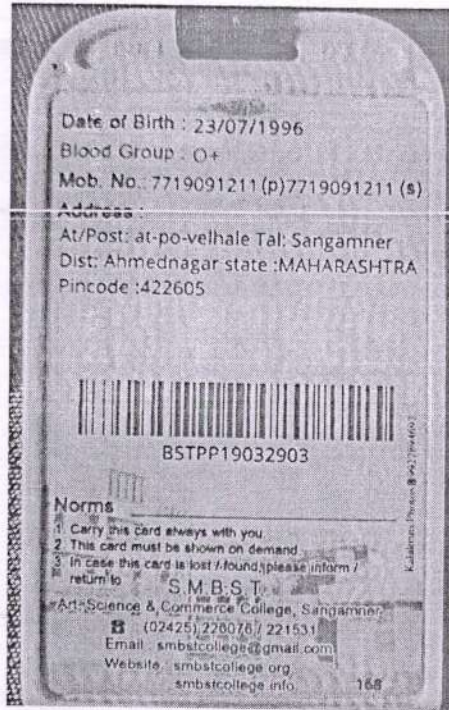 Date of Birth : 23/07/1996
Blood Group : O+
Mob. No.: 7719091211(p)7719091211 (s)
Address :
At/Post: at-po-velhale Tal: Sangamner
Dist: Ahmednagar state :MAHARASHTRA
Pincode :422605
BSTPP19032903
Norms
1. Carry this card always with you.
2. This card must be shown on demand
3. In case this card is lost / found, please inform /
return to
S.M.B.S.T.
Art, Science & Commerce College, Sangamner
☎ : (02425) 226076 / 221531
Email : smbstcollege@gmail.com
Website : smbstcollege.org
smbstcollege.info 168